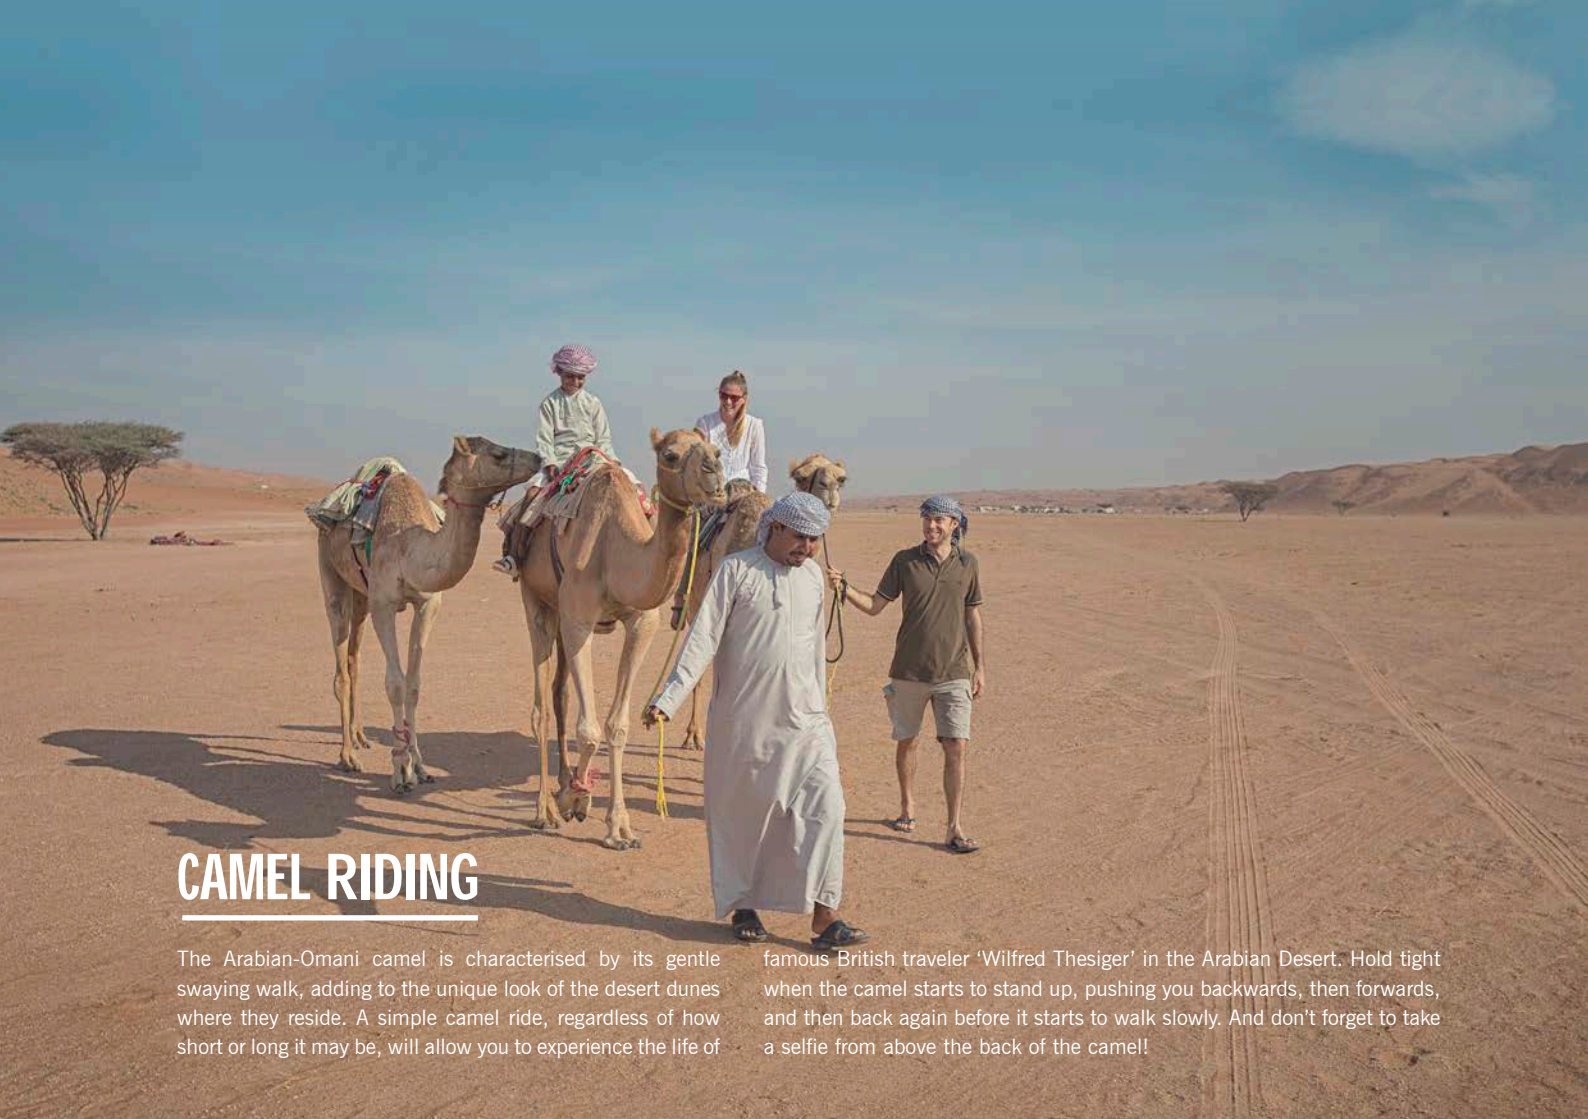 CAMEL RIDING
The Arabian-Omani camel is characterised by its gentle
swaying walk, adding to the unique look of the desert dunes
where they reside. A simple camel ride, regardless of how
short or long it may be, will allow you to experience the life of
famous British traveler ‘Wilfred Thesiger’ in the Arabian Desert. Hold tight
when the camel starts to stand up, pushing you backwards, then forwards,
and then back again before it starts to walk slowly. And don’t forget to take
a selfie from above the back of the camel!